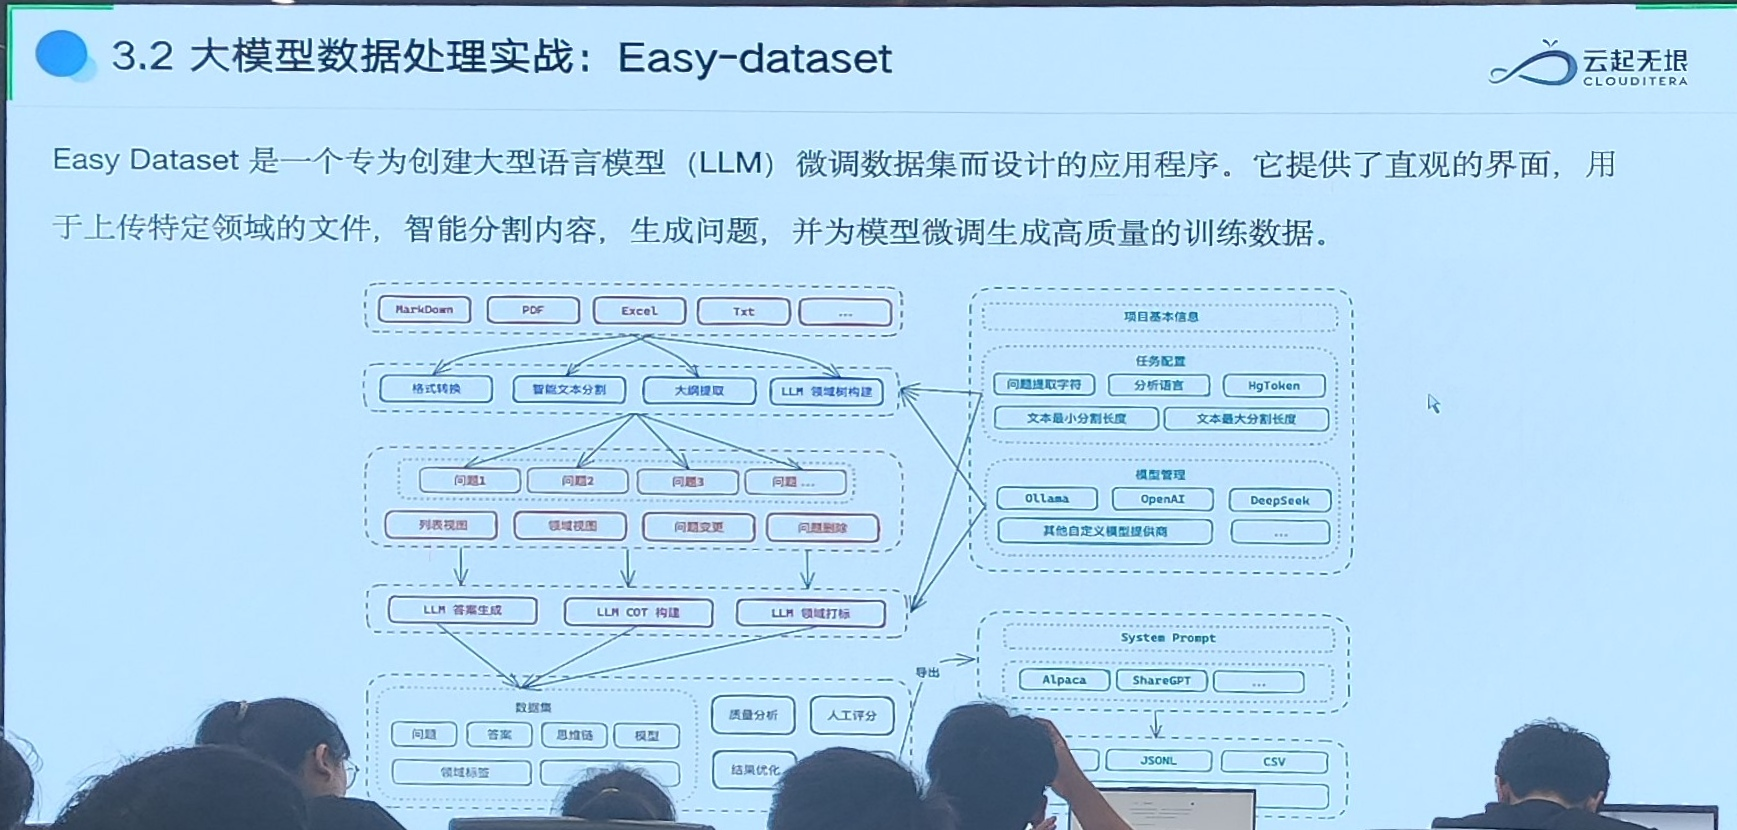 3.2 大模型数据处理实战：Easy-dataset
云起无垠
CLOUDITERA
Easy Dataset 是一个专为创建大型语言模型（LLM）微调数据集而设计的应用程序。它提供了直观的界面，用
于上传特定领域的文件，智能分割内容，生成问题，并为模型微调生成高质量的训练数据。
MarkDown PDF Excel Txt ...
格式转换 智能文本分割 大纲提取 LLM 领域树构建
问题1 问题2 问题3 问题 ...
列表视图 领域视图 问题变更 问题删除
LLM 答案生成 LLM COT 构建 LLM 领域打标
数据集
问题 答案 思维链 模型
领域标签
质量分析 人工评分
结果优化
项目基本信息
任务配置
问题提取字符 分析语言 HgToken
文本最小分割长度 文本最大分割长度
模型管理
Ollama OpenAI DeepSeek
其他自定义模型提供商 ...
导出
System Prompt
Alpaca ShareGPT ...
JSONL CSV